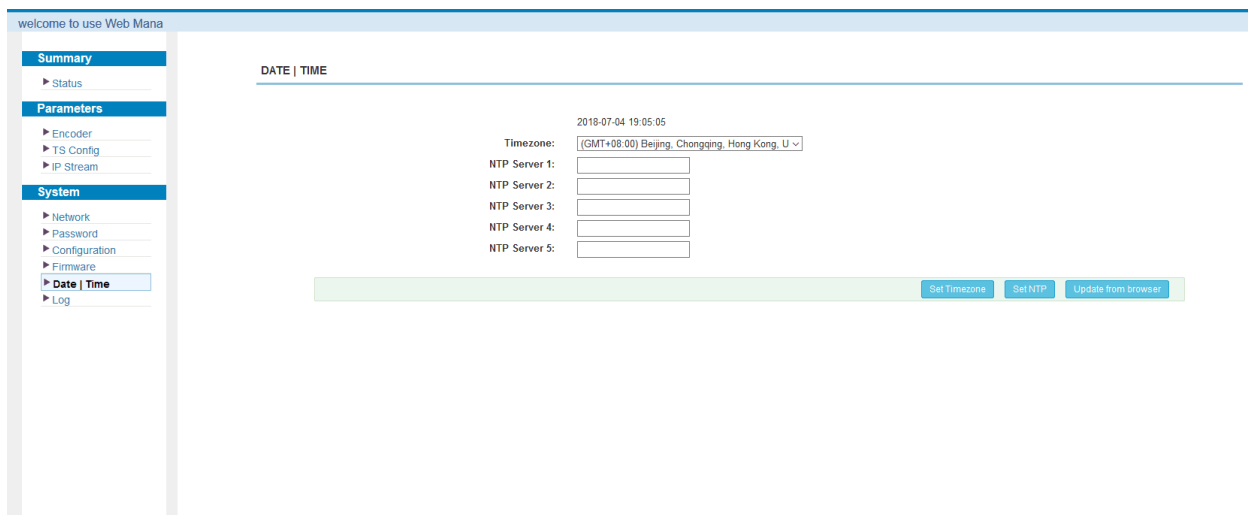 welcome to use Web Mana
Summary
Status
Parameters
Encoder
TS Config
IP Stream
System
Network
Password
Configuration
Firmware
Date | Time
Log
DATE | TIME
2018-07-04 19:05:05
Timezone: (GMT+08:00) Beijing, Chongqing, Hong Kong, U
NTP Server 1:
NTP Server 2:
NTP Server 3:
NTP Server 4:
NTP Server 5:
Set Timezone Set NTP Update from browser